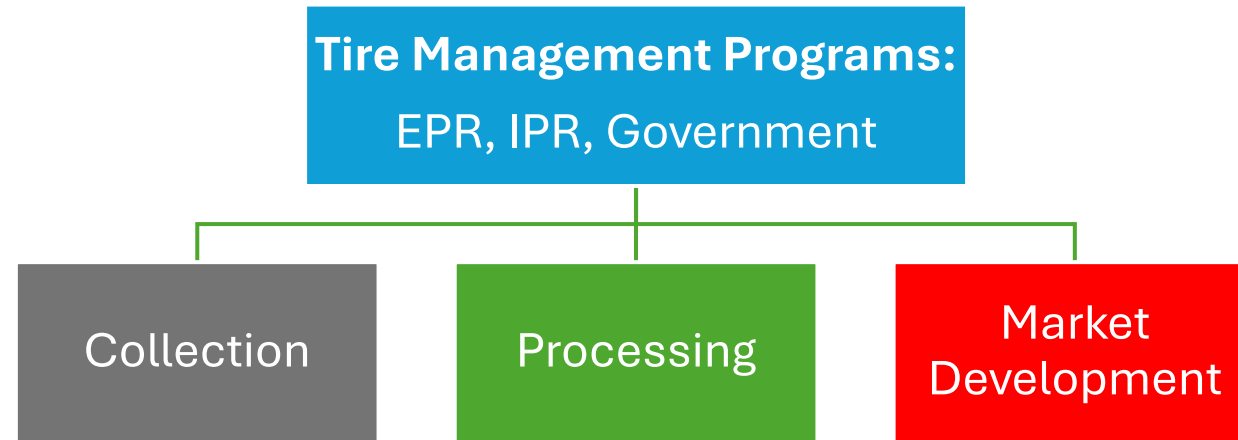 Tire Management Programs:
EPR, IPR, Government
Collection
Processing
Market
Development